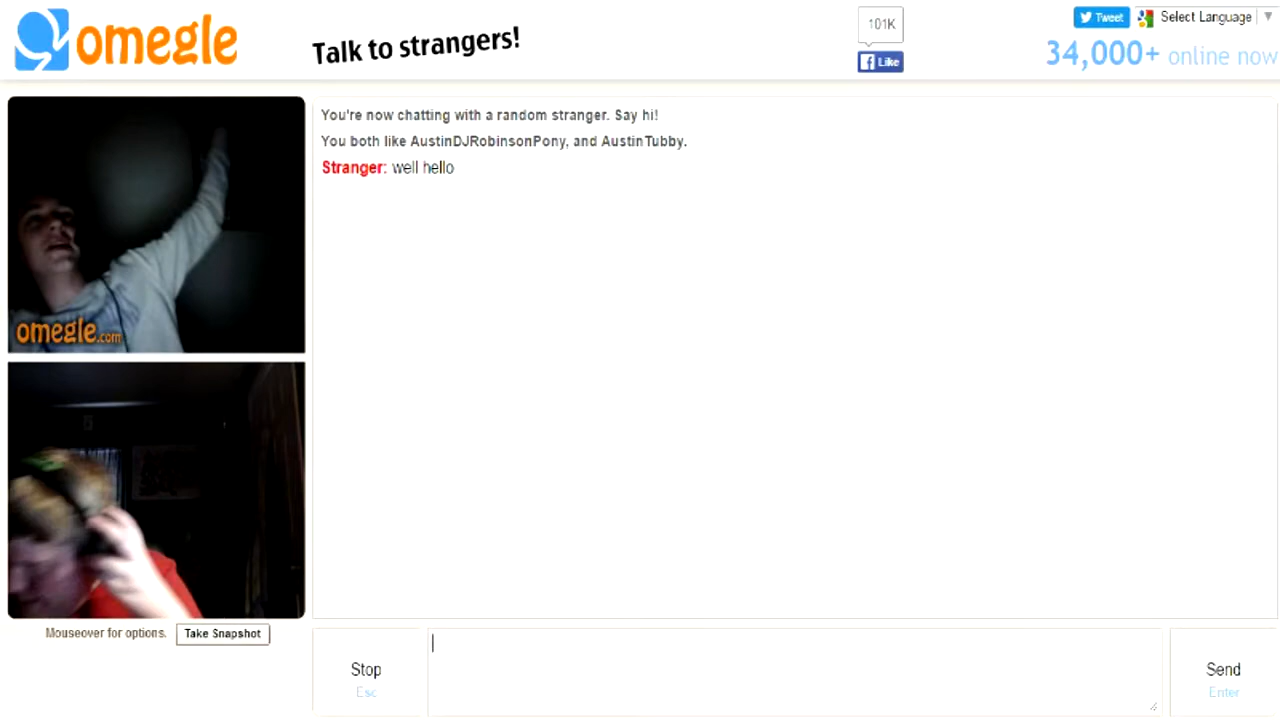 omegle
Talk to strangers!
101K
Like
Tweet
Select Language
34,000+ online now
You're now chatting with a random stranger. Say hi!
You both like AustinDJRobinsonPony, and AustinTubby.
Stranger: well hello
omegle.com
Mouseover for options.
Take Snapshot
Stop
Esc
Send
Enter